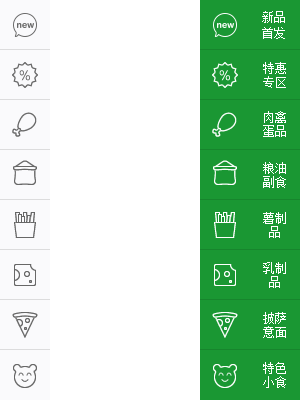 new
new
新品
首发
%
%
特惠
专区
肉禽
蛋品
粮油
副食
薯制
品
乳制
品
披萨
意面
特色
小食